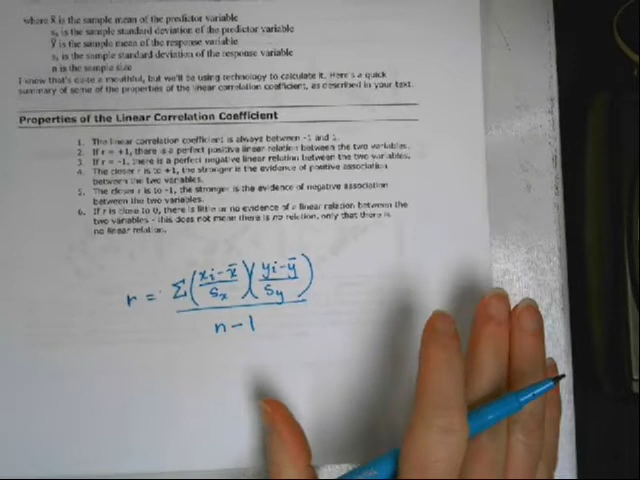 where x̄ is the sample mean of the predictor variable
sₓ is the sample standard deviation of the predictor variable
ȳ is the sample mean of the response variable
s is the sample standard deviation of the response variable
n is the sample size
I know that's quite a mouthful, but we'll be using technology to calculate it. Here's a quick
summary of some of the properties of the linear correlation coefficient, as described in your text.
Properties of the Linear Correlation Coefficient
1. The linear correlation coefficient is always between -1 and 1.
2. If r = +1, there is a perfect positive linear relation between the two variables.
3. If r = -1, there is a perfect negative linear relation between the two variables.
4. The closer r is to +1, the stronger is the evidence of positive association
between the two variables.
5. The closer r is to -1, the stronger is the evidence of negative association
between the two variables.
6. If r is close to 0, there is little or no evidence of a linear relation between the
two variables - this does not mean there is no relation, only that there is
no linear relation.
r = Σ((xi - x̄)/sx)((yi - ȳ)/sy)
n - 1